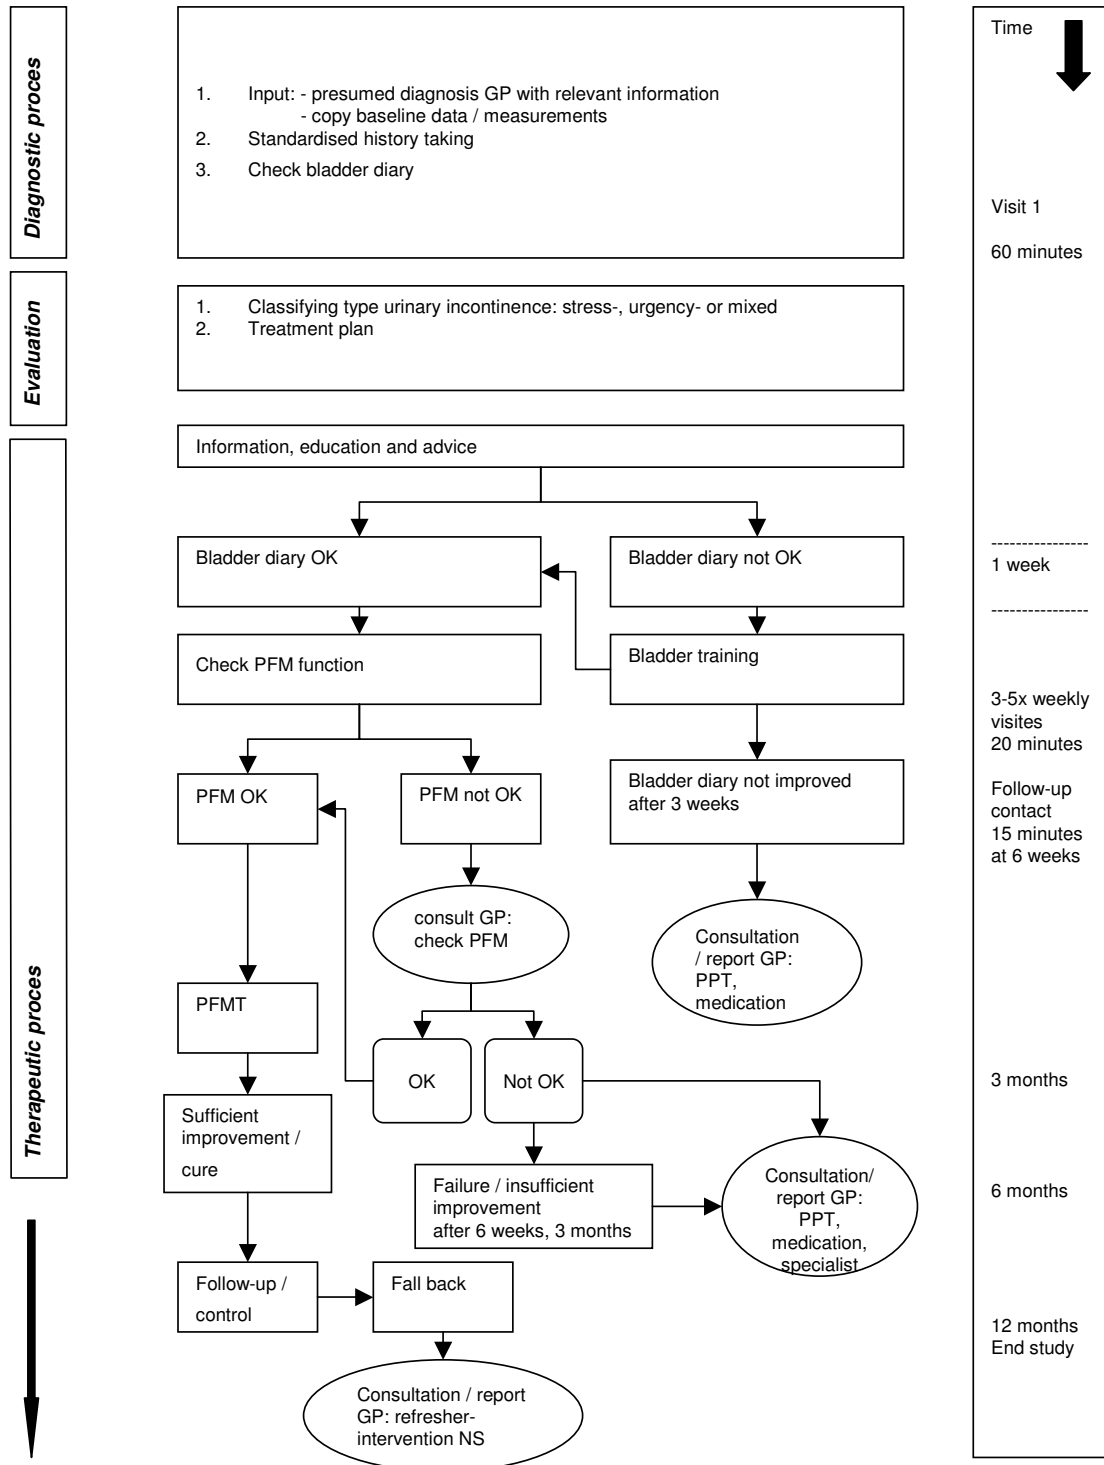 Diagnostic proces
1. Input: - presumed diagnosis GP with relevant information
- copy baseline data / measurements
2. Standardised history taking
3. Check bladder diary
Time
Visit 1
60 minutes
Evaluation
1. Classifying type urinary incontinence: stress-, urgency- or mixed
2. Treatment plan
Therapeutic proces
Information, education and advice
Bladder diary OK
Bladder diary not OK
----------------
1 week
----------------
Check PFM function
Bladder training
3-5x weekly
visites
20 minutes
PFM OK
PFM not OK
Bladder diary not improved
after 3 weeks
Follow-up
contact
15 minutes
at 6 weeks
consult GP:
check PFM
Consultation
/ report GP:
PPT,
medication
PFMT
OK
Not OK
3 months
Sufficient
improvement /
cure
Failure / insufficient
improvement
after 6 weeks, 3 months
Consultation/
report GP:
PPT,
medication,
specialist
6 months
Follow-up /
control
Fall back
12 months
End study
Consultation / report
GP: refresher-
intervention NS